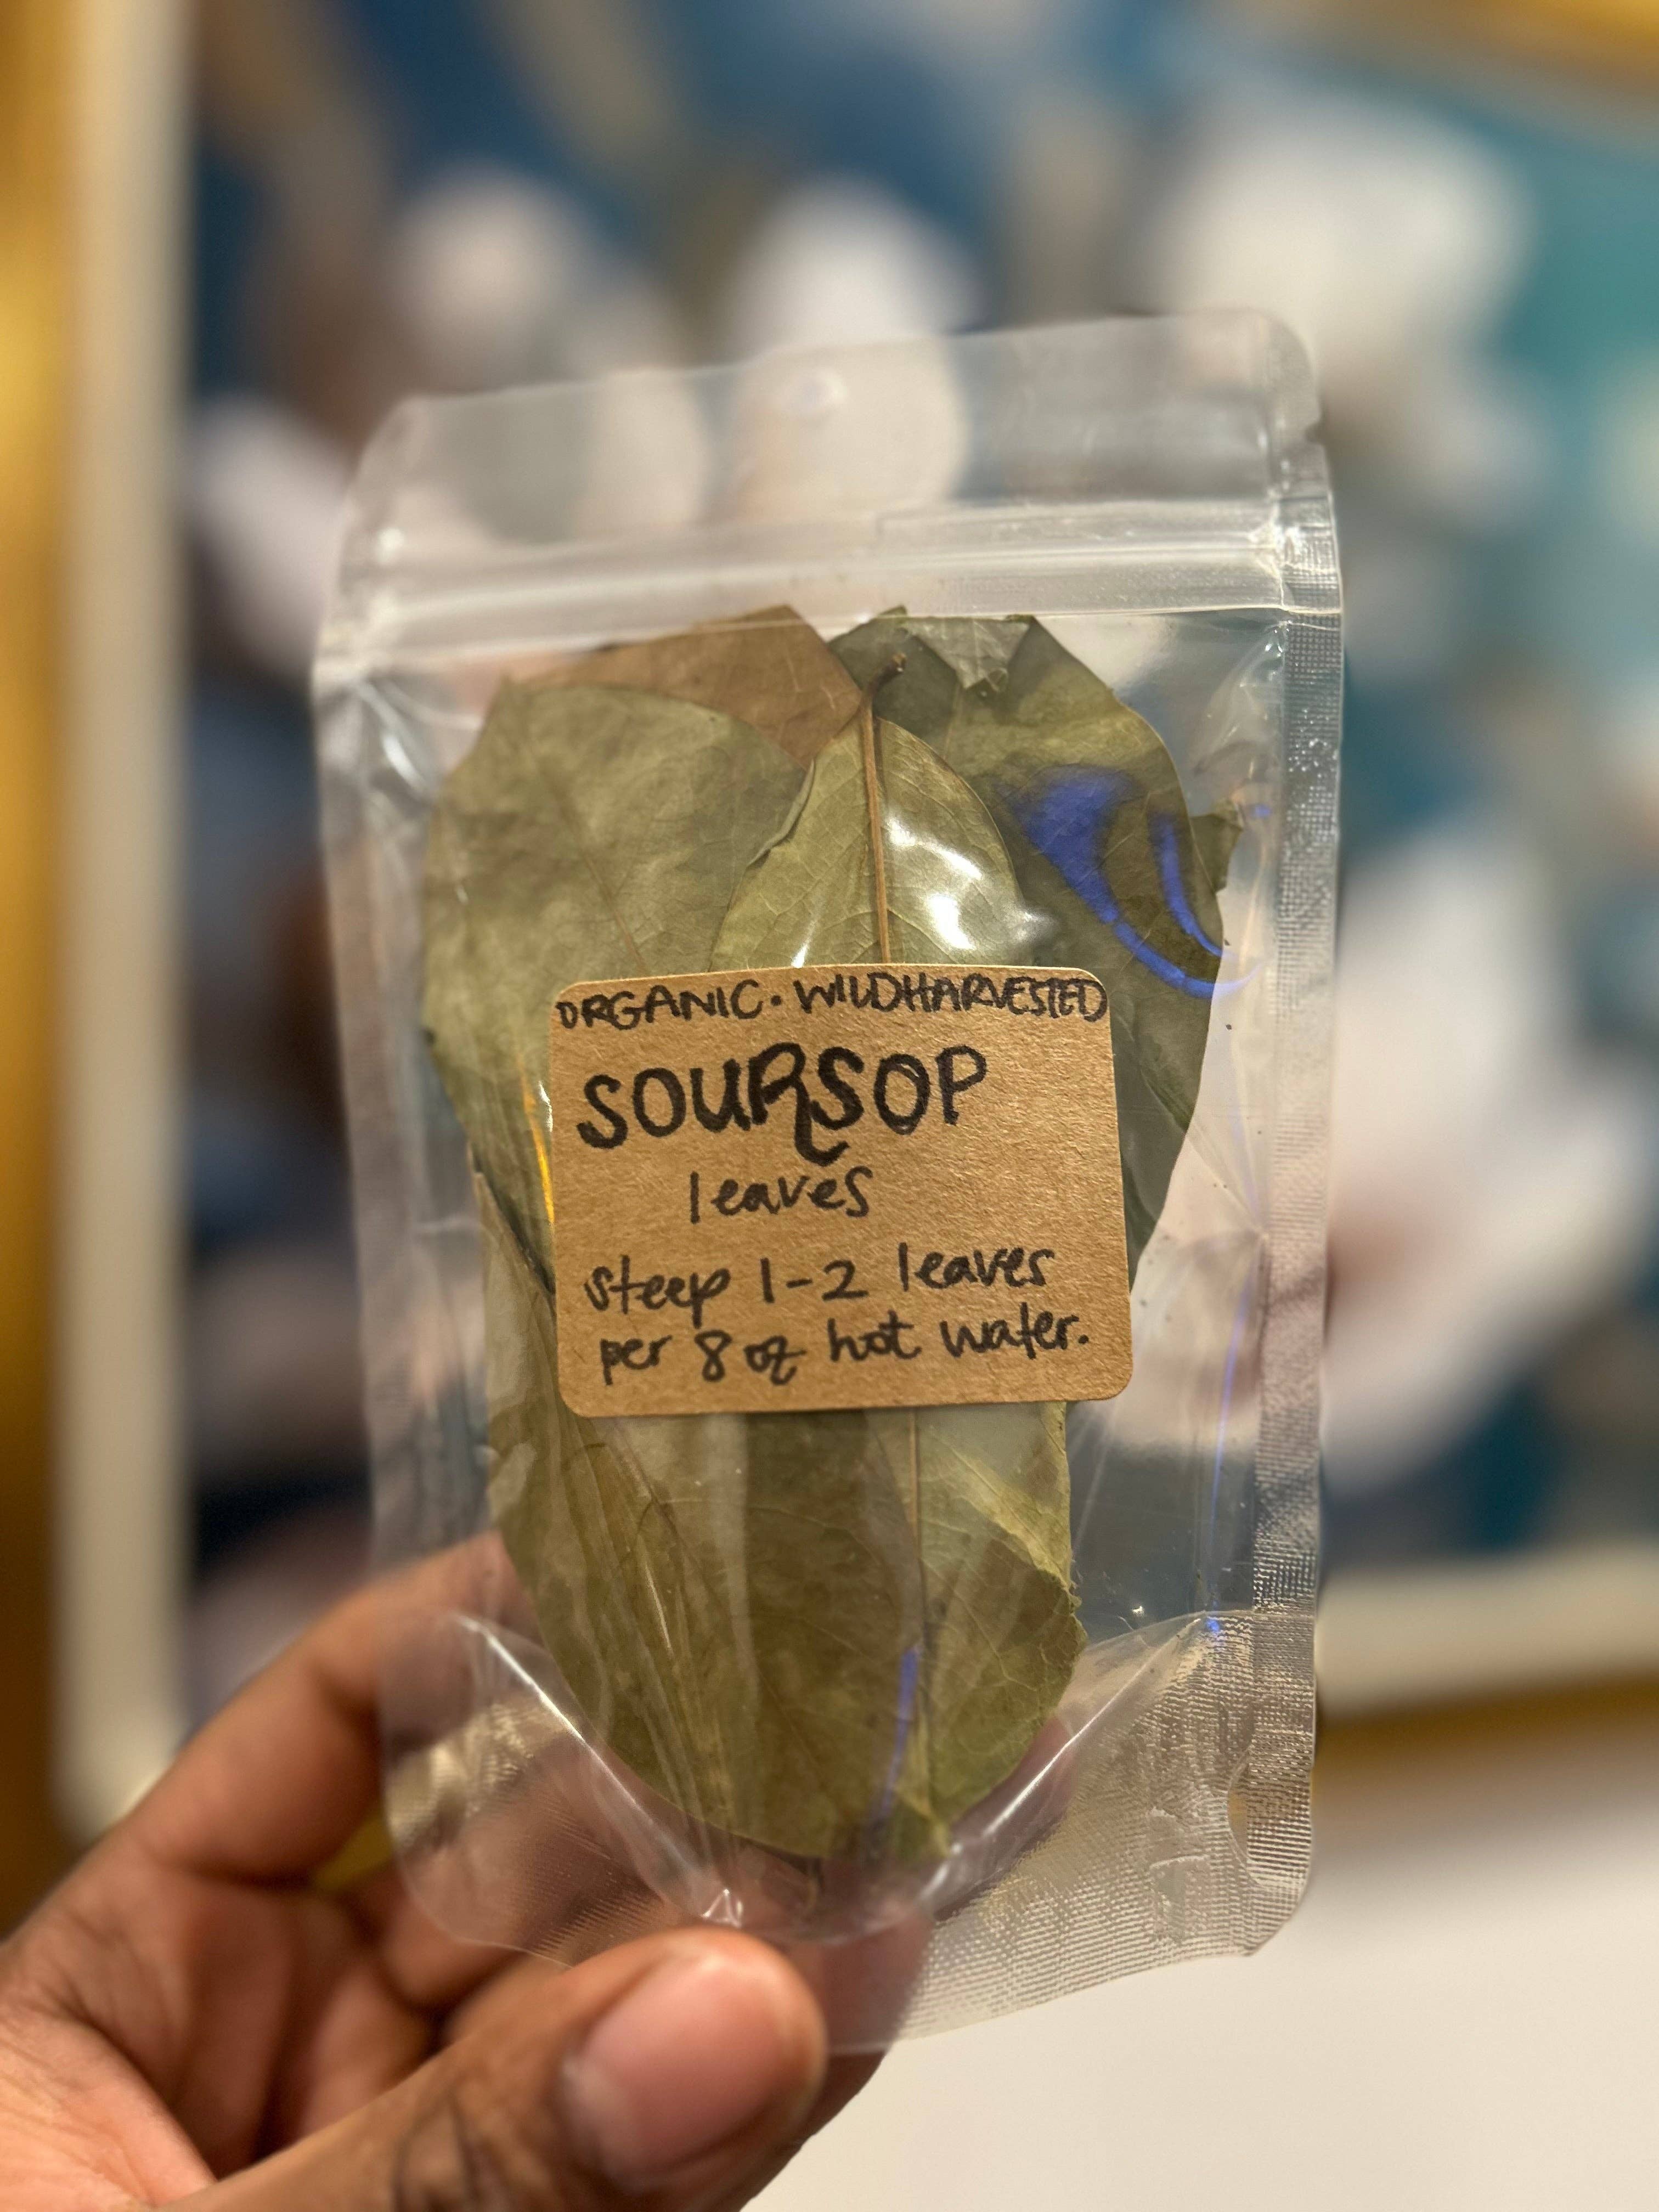 ORGANIC · WILDHARVESTED
SOURSOP
leaves
steep 1-2 leaves
per 8 oz hot water.